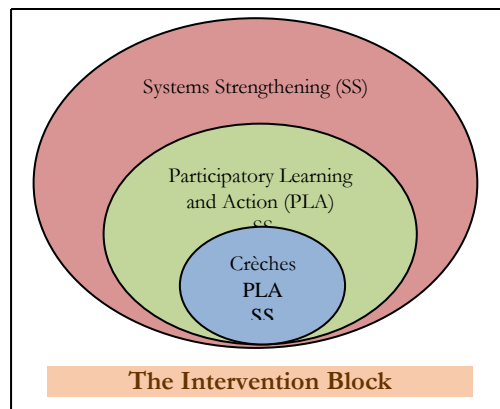 Systems Strengthening (SS)
Participatory Learning
and Action (PLA)
SS
Crèches
PLA
SS
The Intervention Block